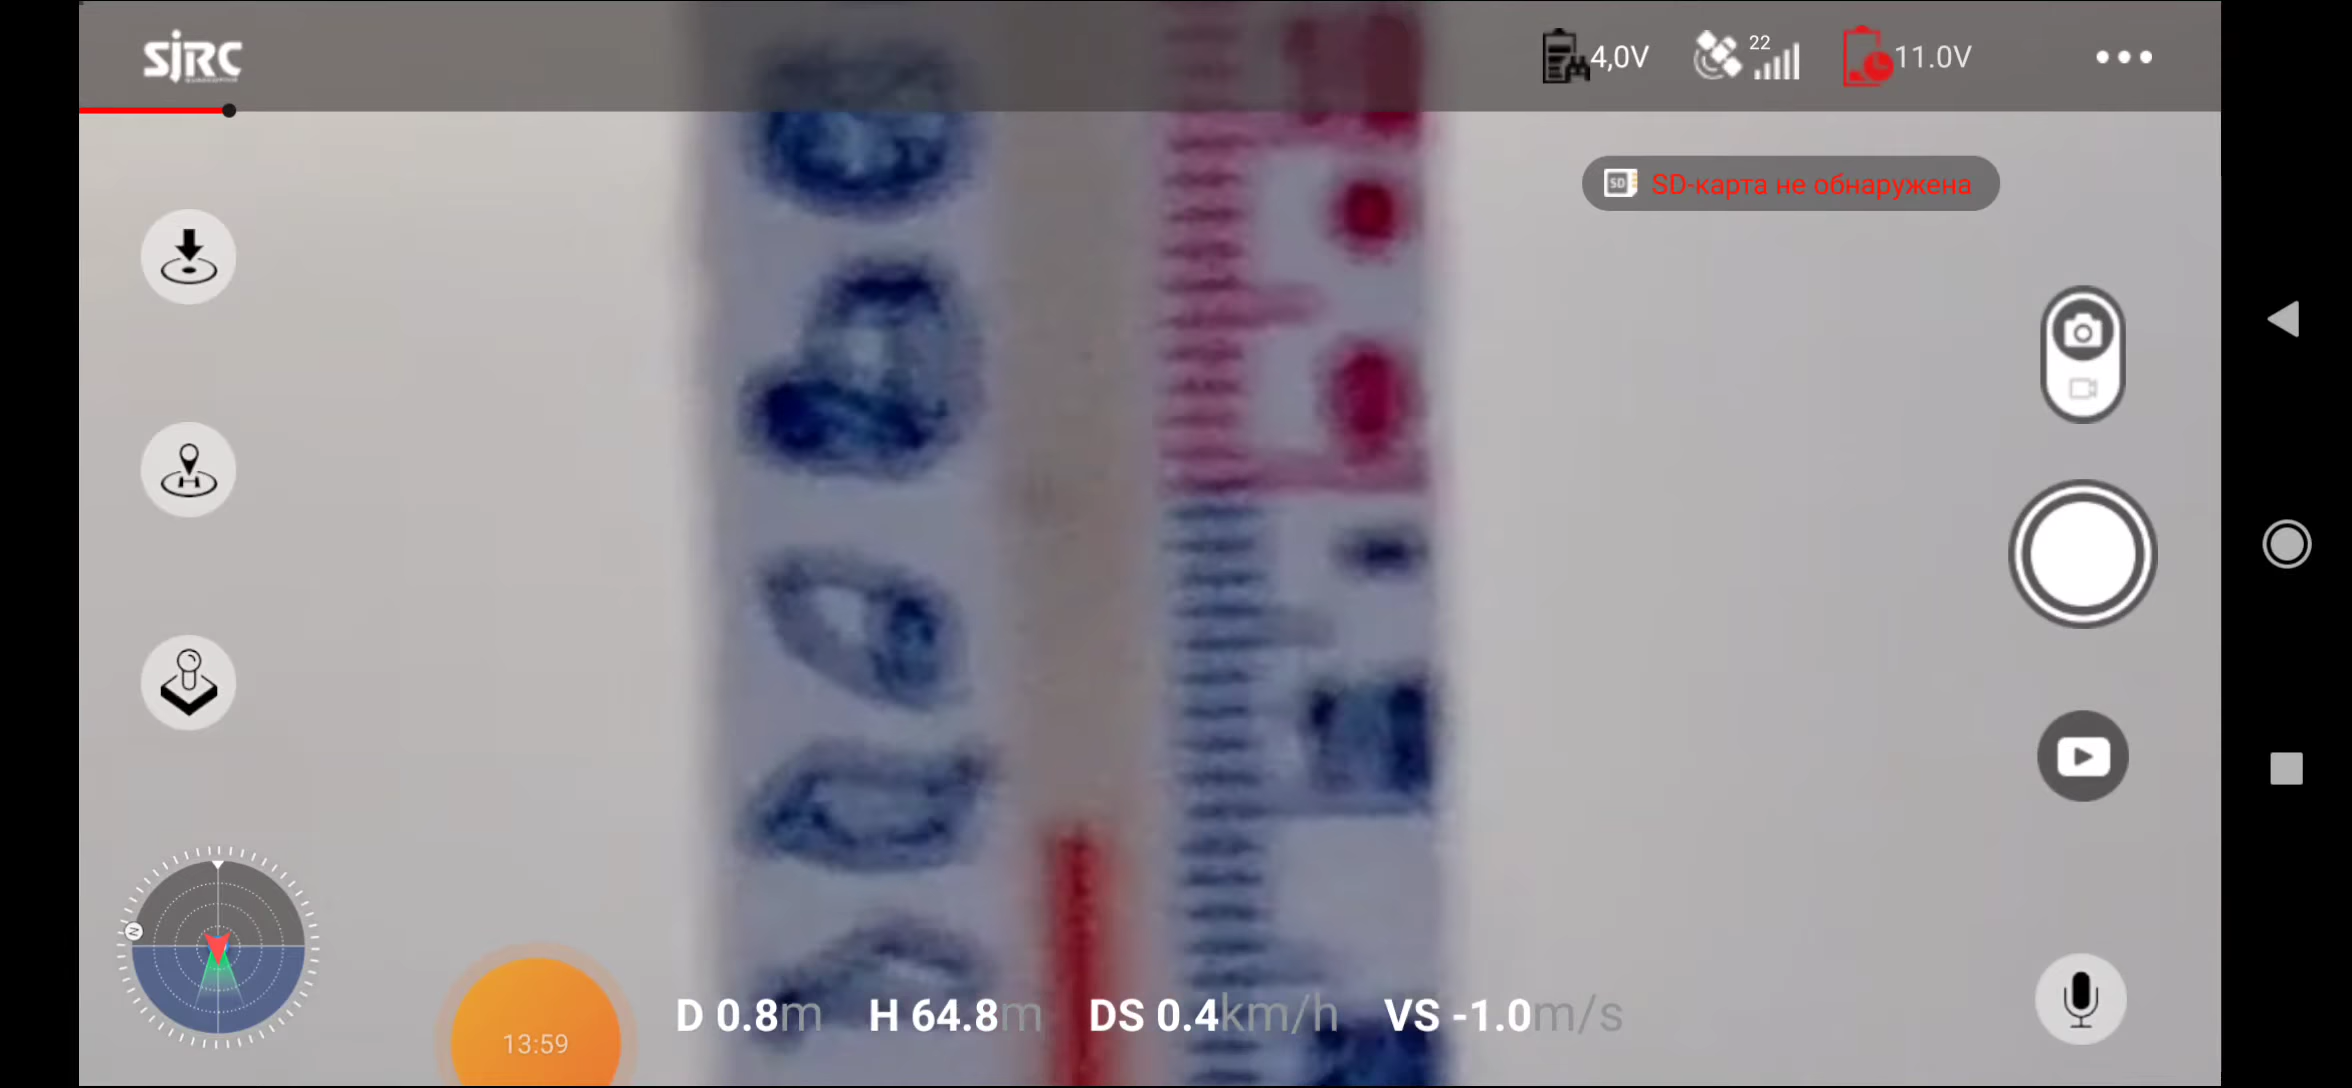 SJRC
4,0V
22
11.0V
SD
SD-карта не обнаружена
N
13:59
D 0.8m H 64.8m DS 0.4km/h VS -1.0m/s